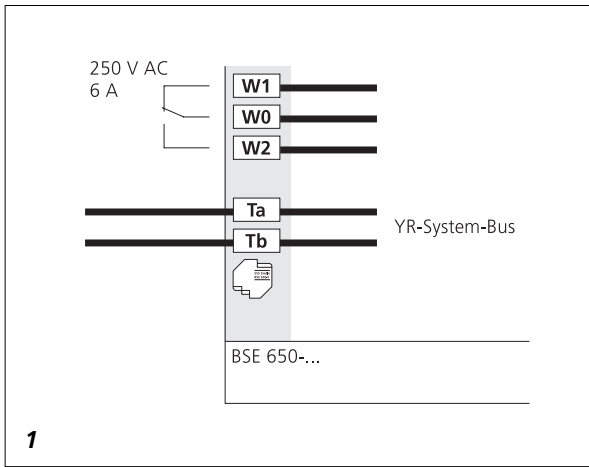 250 V AC
6 A
W1
W0
W2
Ta
Tb
YR-System-Bus
BSE 650-...
1